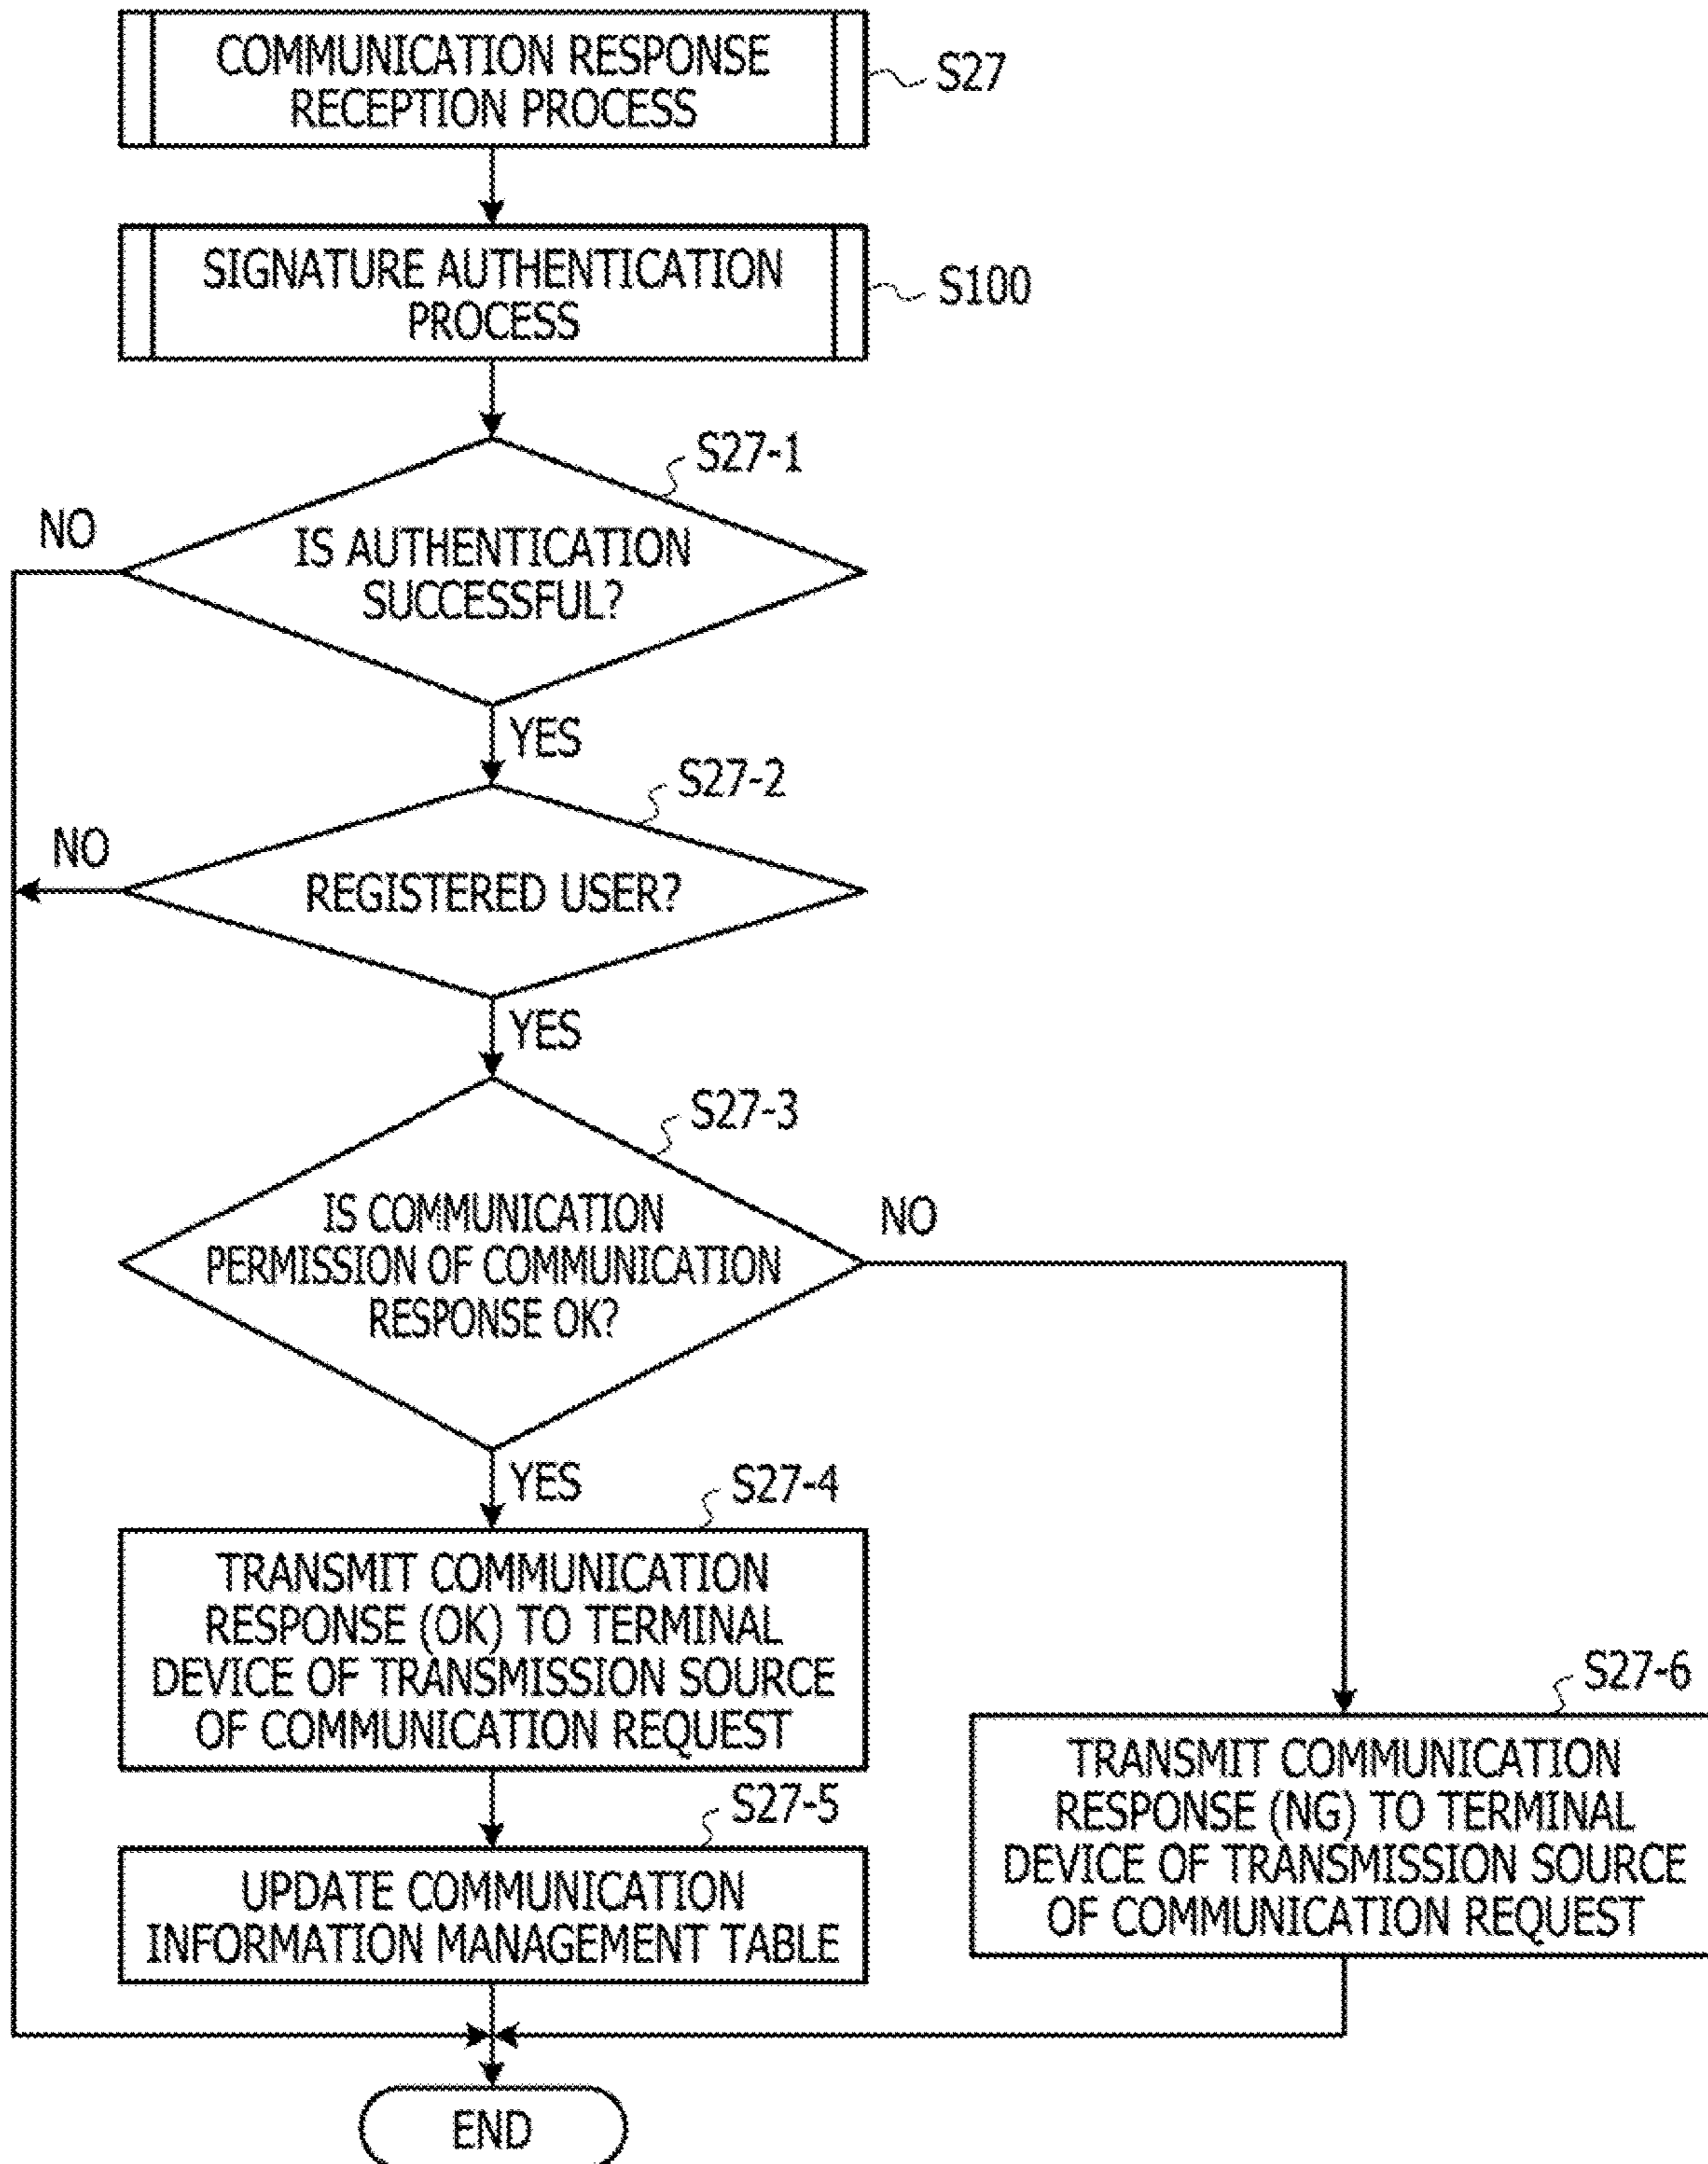 COMMUNICATION RESPONSE
RECEPTION PROCESS
S27
SIGNATURE AUTHENTICATION
PROCESS
S100
S27-1
NO
IS AUTHENTICATION
SUCCESSFUL?
YES
S27-2
NO
REGISTERED USER?
YES
S27-3
IS COMMUNICATION
PERMISSION OF COMMUNICATION
RESPONSE OK?
NO
YES
S27-4
TRANSMIT COMMUNICATION
RESPONSE (OK) TO TERMINAL
DEVICE OF TRANSMISSION SOURCE
OF COMMUNICATION REQUEST
S27-5
UPDATE COMMUNICATION
INFORMATION MANAGEMENT TABLE
S27-6
TRANSMIT COMMUNICATION
RESPONSE (NG) TO TERMINAL
DEVICE OF TRANSMISSION SOURCE
OF COMMUNICATION REQUEST
END